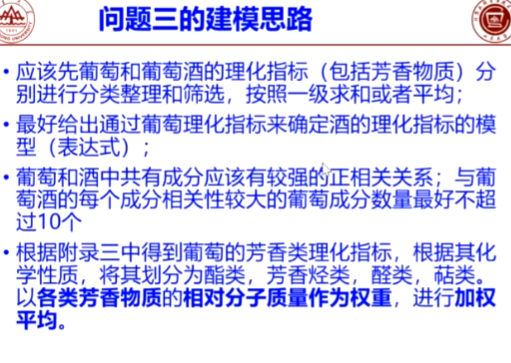 问题三的建模思路
• 应该先葡萄和葡萄酒的理化指标（包括芳香物质）分
别进行分类整理和筛选，按照一级求和或者平均；
• 最好给出通过葡萄理化指标来确定酒的理化指标的模
型（表达式）；
• 葡萄和酒中共有成分应该有较强的正相关关系；与葡
萄酒的每个成分相关性较大的葡萄成分数量最好不超
过10个
• 根据附录三中得到葡萄的芳香类理化指标，根据其化
学性质，将其划分为酯类，芳香烃类，醛类，萜类。
以各类芳香物质的相对分子质量作为权重，进行加权
平均。